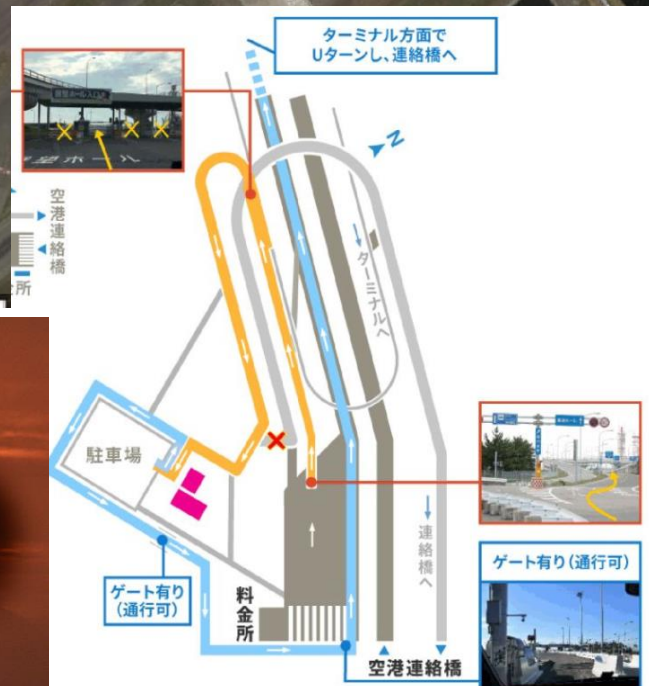 ターミナル方面で
Uターンし、連絡橋へ
N
空港連絡橋
所
ターミナルへ
駐車場
連絡橋へ
ゲート有り(通行可)
ゲート有り
(通行可)
料金所
空港連絡橋